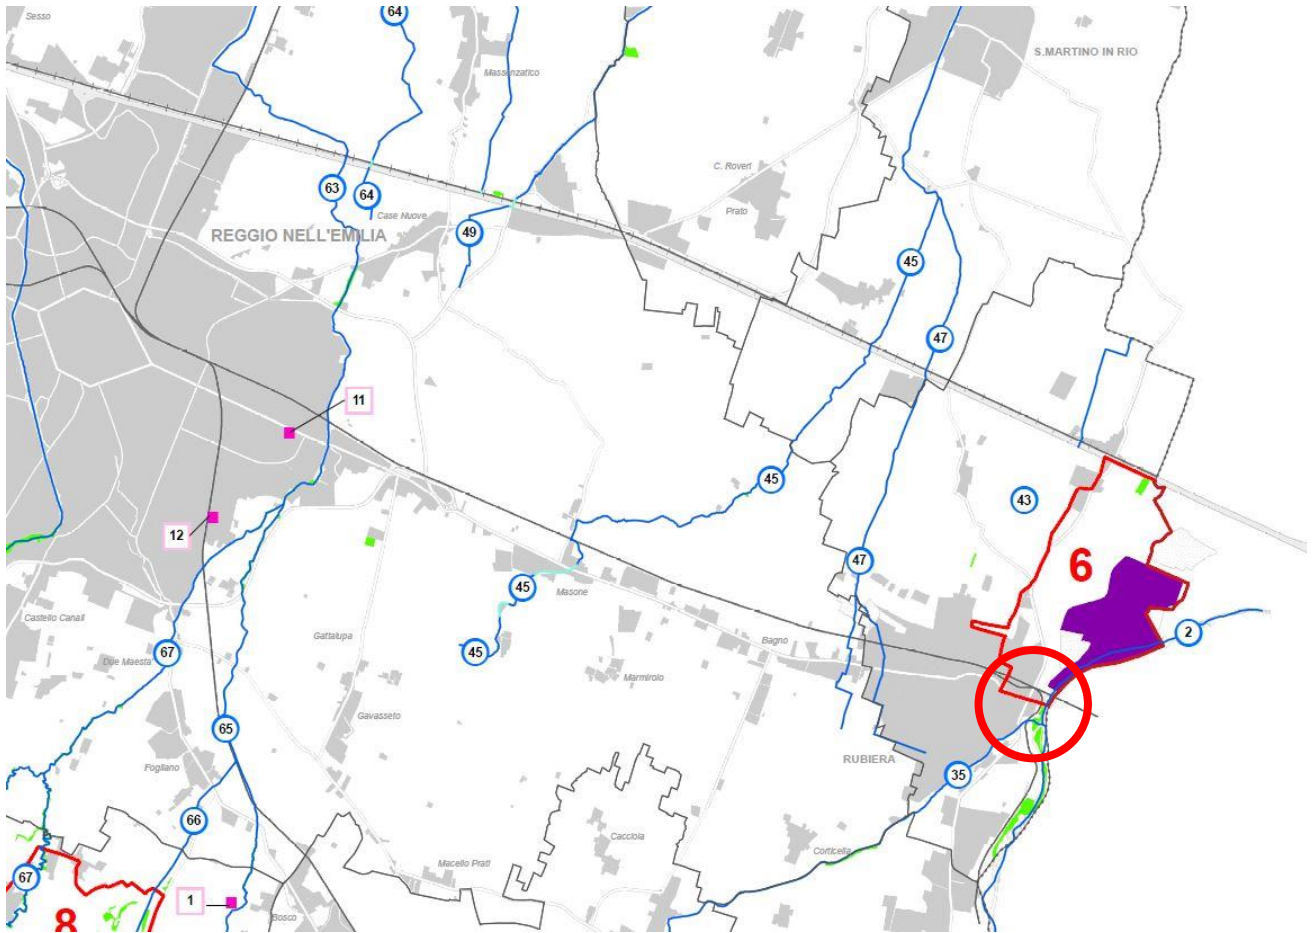 Sesso
64
Massenzatico
S.MARTINO IN RIO
C. Roveri
63
64
Case Nuove
Prato
REGGIO NELL'EMILIA
49
45
47
11
45
43
12
47
6
45
Masone
Castello Canali
Gattalupa
2
Bagno
67
Due Maesta'
45
Marmirolo
Gavasseto
65
RUBIERA
Fogliano
35
66
Cacciola
Corticella
Macello Prati
67
1
8
Bosco